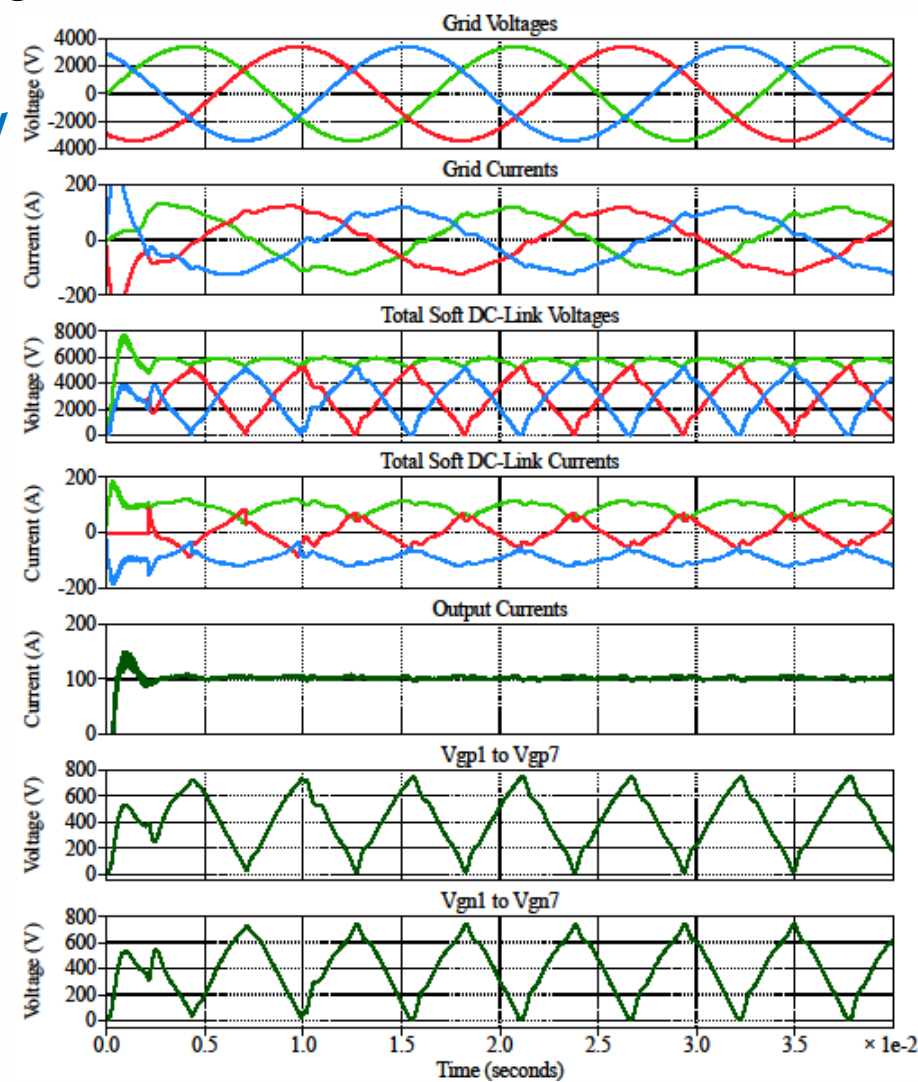 Grid Voltages
Voltage (V)
4000
2000
0
-2000
-4000
Grid Currents
Current (A)
200
0
-200
Total Soft DC-Link Voltages
Voltage (V)
8000
6000
4000
2000
0
Total Soft DC-Link Currents
Current (A)
200
0
-200
Output Currents
Current (A)
200
100
0
Vgp1 to Vgp7
Voltage (V)
800
600
400
200
0
Vgn1 to Vgn7
Voltage (V)
800
600
400
200
0
0.0 0.5 1.0 1.5 2.0 2.5 3.0 3.5 × 1e-2
Time (seconds)